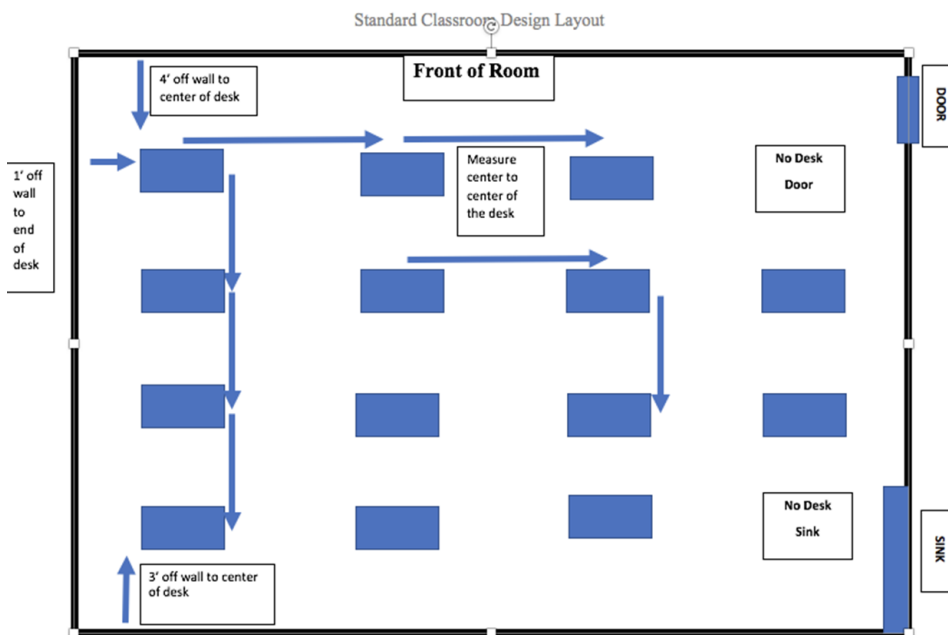 Standard Classroom Design Layout
Front of Room
4’ off wall to
center of desk
DOOR
1’ off
wall
to
end
of
desk
Measure
center to
center of
the desk
No Desk
Door
No Desk
Sink
SINK
3’ off wall to center
of desk